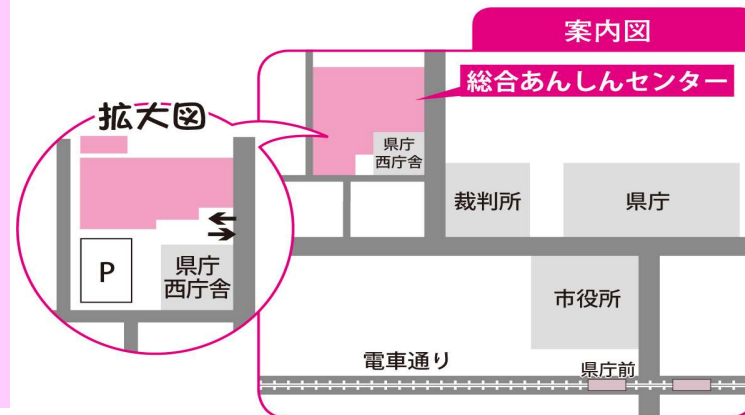 案内図
総合あんしんセンター
拡大図
県庁
西庁舎
裁判所
県庁
P
県庁
西庁舎
市役所
電車通り
県庁前